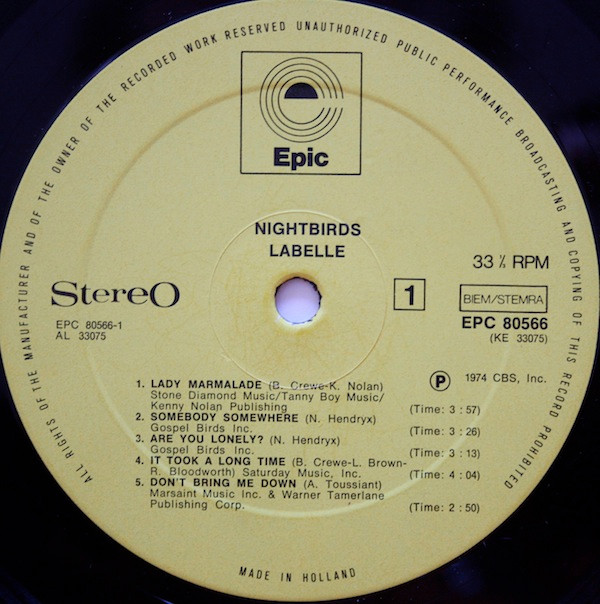 ALL RIGHTS OF THE MANUFACTURER AND OF THE OWNER OF THE RECORDED WORK RESERVED UNAUTHORIZED PUBLIC PERFORMANCE BROADCASTING AND COPYING OF THIS RECORD PROHIBITED
Epic
NIGHTBIRDS
LABELLE
33⅓ RPM
Stereo
1
BIEM/STEMRA
EPC 80566-1
AL 33075
EPC 80566
(KE 33075)
Ⓟ 1974 CBS, Inc.
1. LADY MARMALADE (B. Crewe-K. Nolan)
Stone Diamond Music/Tanny Boy Music/
Kenny Nolan Publishing (Time: 3 : 57)
2. SOMEBODY SOMEWHERE (N. Hendryx)
Gospel Birds Inc. (Time: 3 : 26)
3. ARE YOU LONELY? (N. Hendryx)
Gospel Birds Inc. (Time: 3 : 13)
4. IT TOOK A LONG TIME (B. Crewe-L. Brown-
R. Bloodworth) Saturday Music, Inc. (Time: 4 : 04)
5. DON'T BRING ME DOWN (A. Toussiant)
Marsaint Music Inc. & Warner Tamerlane
Publishing Corp. (Time: 2 : 50)
MADE IN HOLLAND